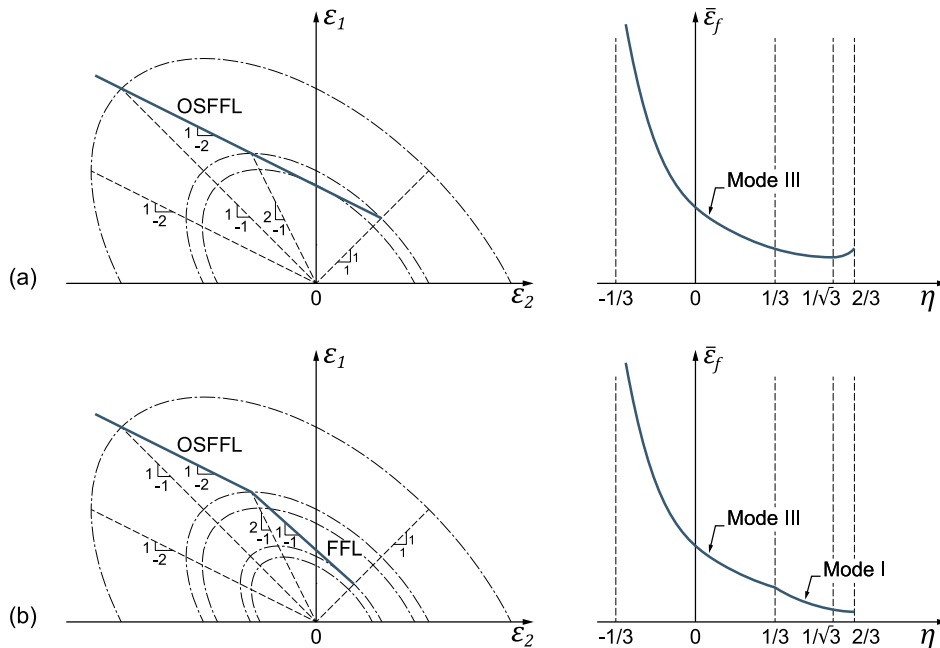 ε₁
OSFFL
1
-2
1
-2
1
-1
2
-1
1
1
0
ε₂
(a)
ε̄f
Mode III
-1/3
0
1/3
1/√3
2/3
η
ε₁
OSFFL
1
-2
1
-1
1
-2
2
-1
1
-1
FFL
1
1
0
ε₂
(b)
ε̄f
Mode III
Mode I
-1/3
0
1/3
1/√3
2/3
η